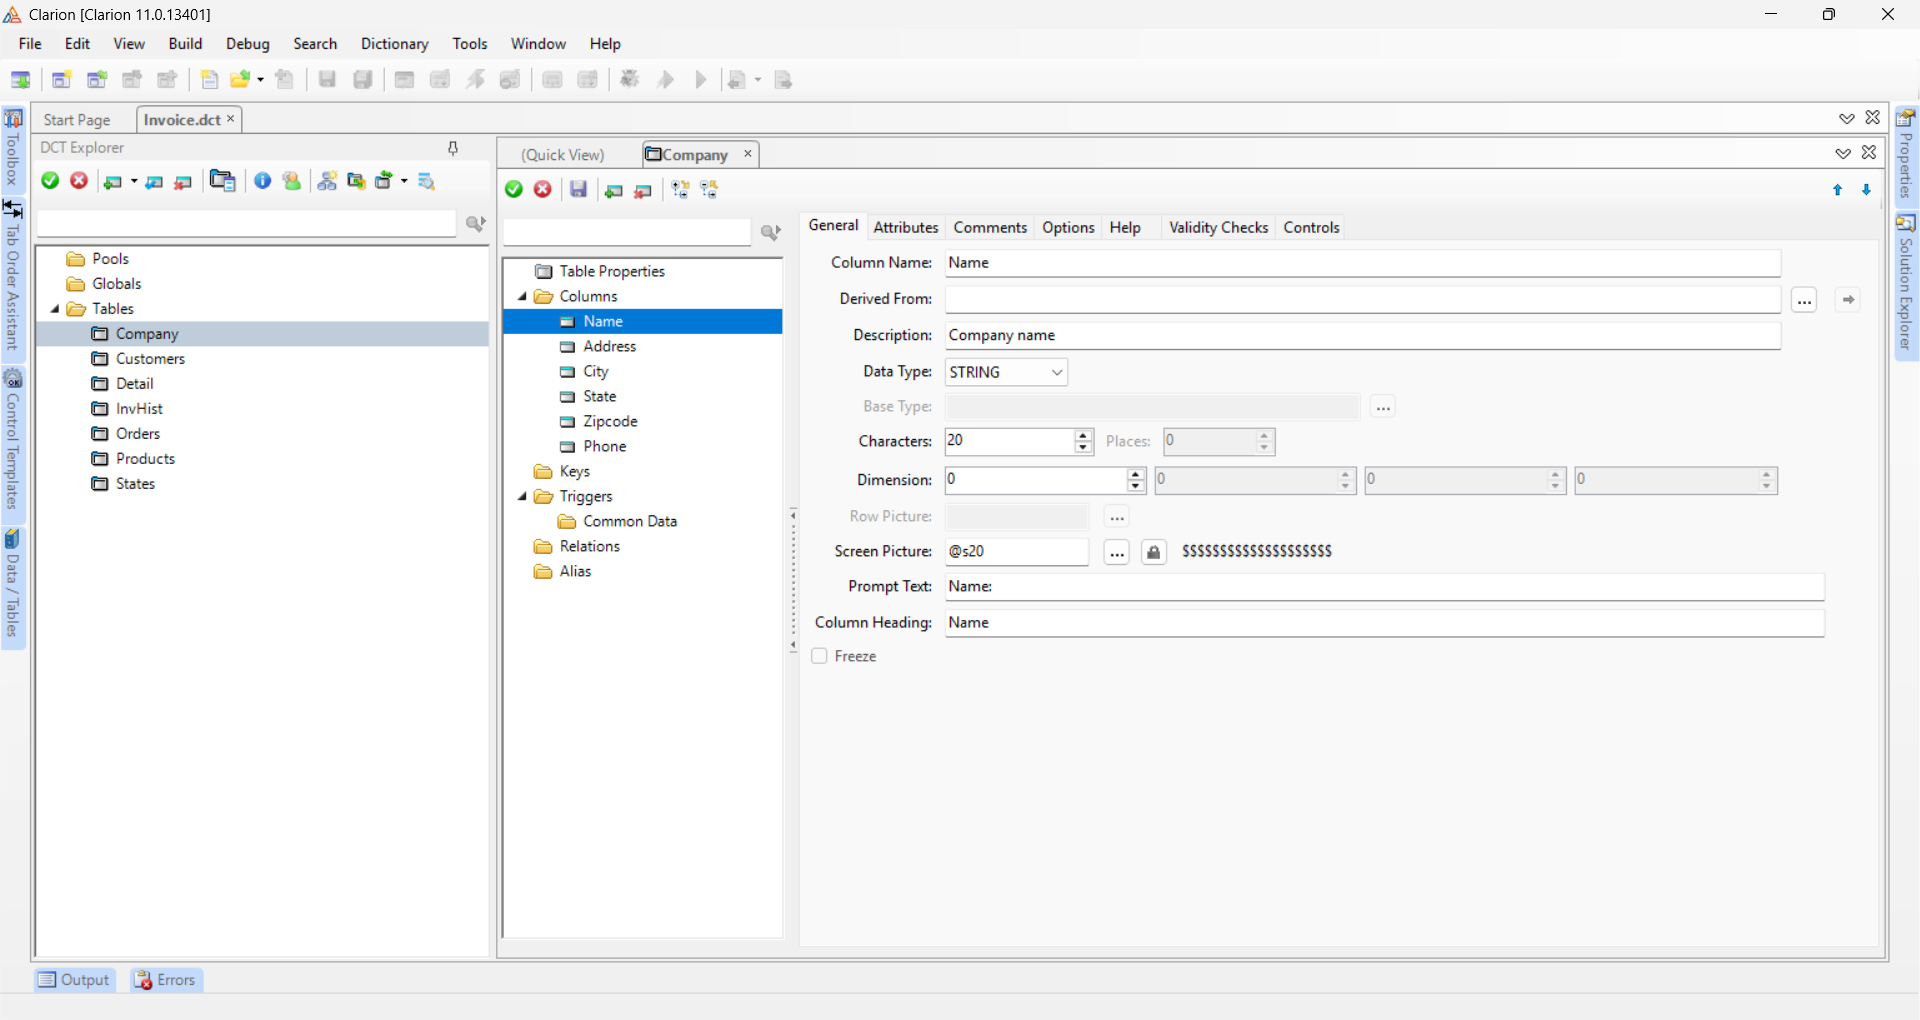 Clarion [Clarion 11.0.13401]
File Edit View Build Debug Search Dictionary Tools Window Help
Start Page Invoice.dct
DCT Explorer
(Quick View) Company
Toolbox
Tab Order Assistant
Control Templates
Data / Tables
Pools
Globals
Tables
Company
Customers
Detail
InvHist
Orders
Products
States
Table Properties
Columns
Name
Address
City
State
Zipcode
Phone
Keys
Triggers
Common Data
Relations
Alias
General Attributes Comments Options Help Validity Checks Controls
Column Name: Name
Derived From: ...
Description: Company name
Data Type: STRING
Base Type: ...
Characters: 20 Places: 0
Dimension: 0 0 0 0
Row Picture: ...
Screen Picture: @s20 ... $$$$$$$$$$$$$$$$$$$$
Prompt Text: Name:
Column Heading: Name
Freeze
Properties
Solution Explorer
Output Errors